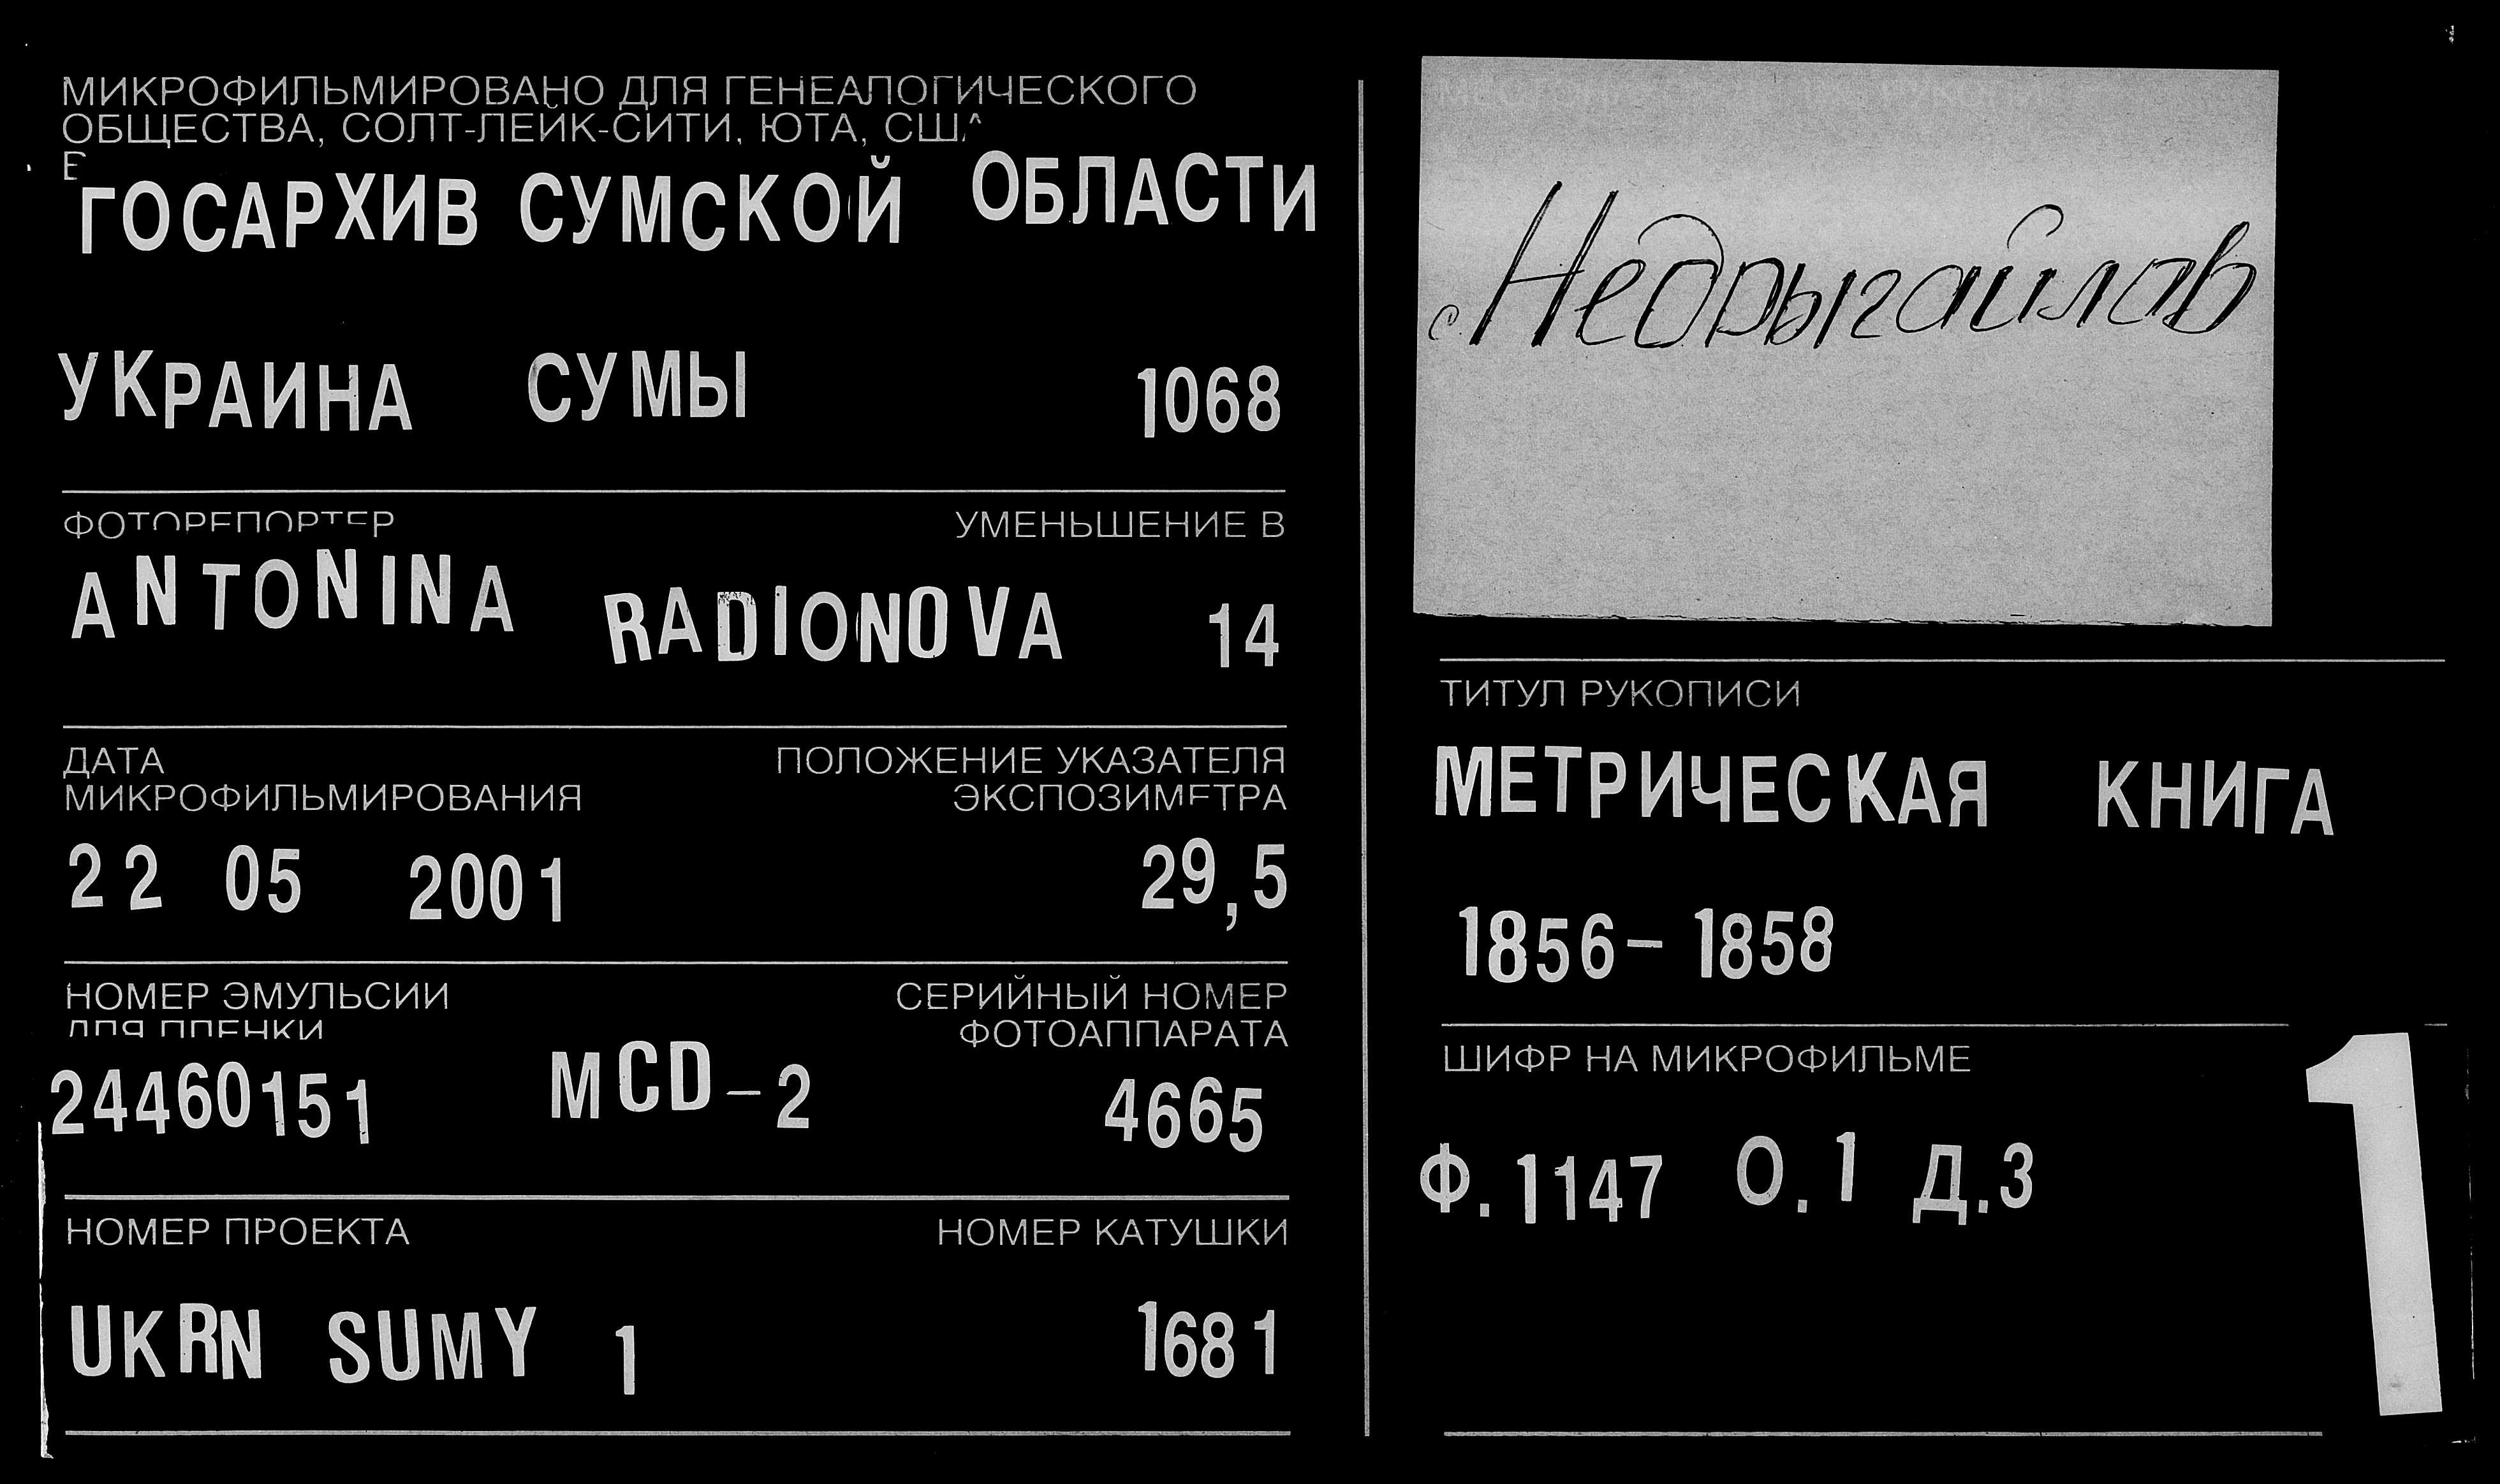 МИКРОФИЛЬМИРОВАНО ДЛЯ ГЕНЕАЛОГИЧЕСКОГО
ОБЩЕСТВА, СОЛТ-ЛЕЙК-СИТИ, ЮТА, США
В
ГОСАРХИВ СУМСКОЙ ОБЛАСТИ
УКРАИНА СУМЫ 1068
ФОТОРЕПОРТЕР УМЕНЬШЕНИЕ В
ANTONINA RADIONOVA 14
ДАТА ПОЛОЖЕНИЕ УКАЗАТЕЛЯ
МИКРОФИЛЬМИРОВАНИЯ ЭКСПОЗИМЕТРА
22 05 2001 29,5
НОМЕР ЭМУЛЬСИИ СЕРИЙНЫЙ НОМЕР
ДЛЯ ПЛЕНКИ ФОТОАППАРАТА
24460151 MCD-2 4665
НОМЕР ПРОЕКТА НОМЕР КАТУШКИ
UKRN SUMY 1 1681
с. Недрыгайлов
ТИТУЛ РУКОПИСИ
МЕТРИЧЕСКАЯ КНИГА
1856-1858
ШИФР НА МИКРОФИЛЬМЕ
Ф.1147 О.1 Д.3
1